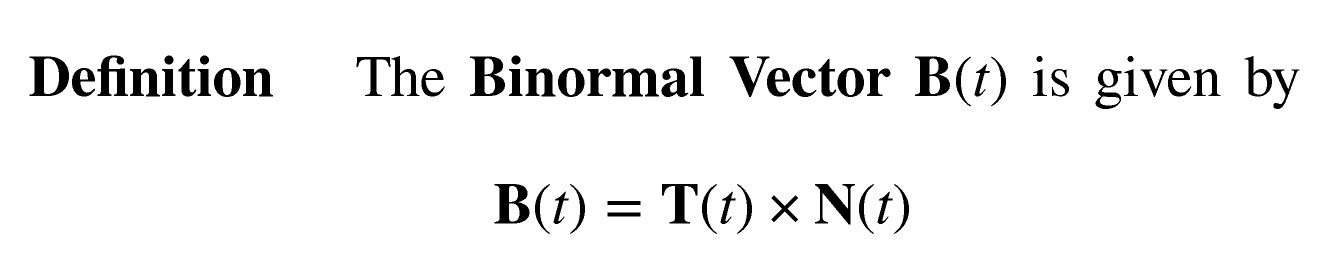 Definition The Binormal Vector B(t) is given by
B(t) = T(t) × N(t)